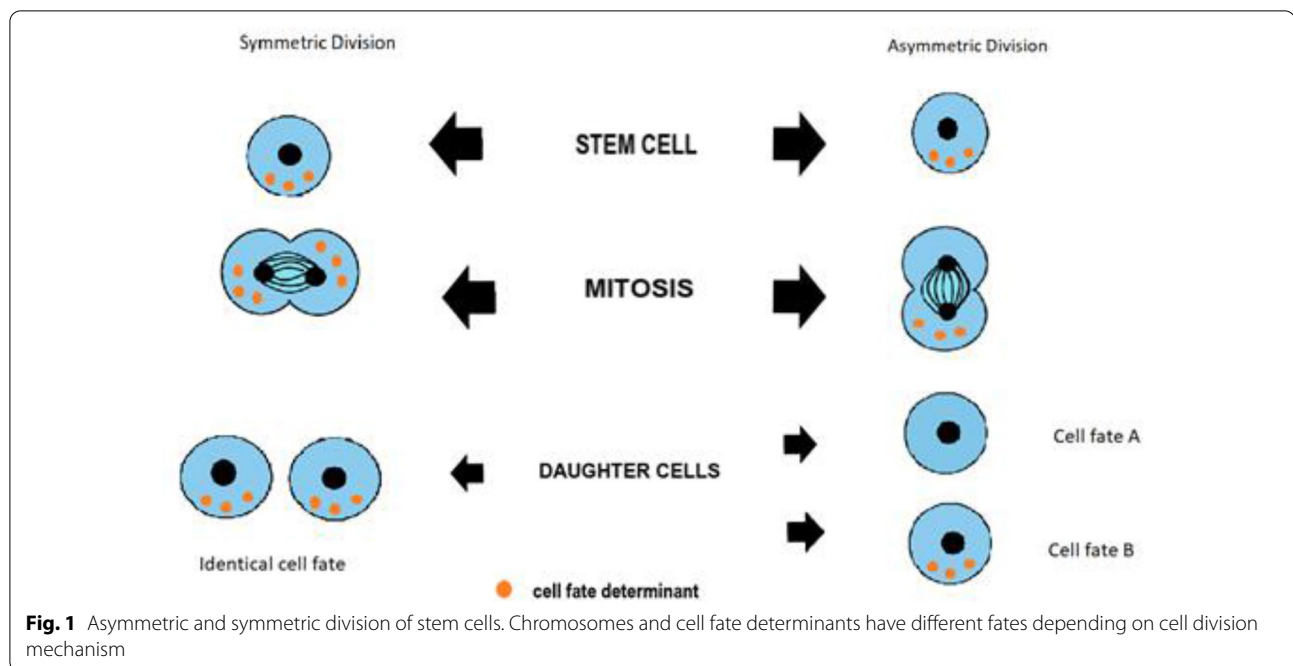 Symmetric Division
Asymmetric Division
STEM CELL
MITOSIS
Cell fate A
DAUGHTER CELLS
Cell fate B
Identical cell fate
cell fate determinant
Fig. 1 Asymmetric and symmetric division of stem cells. Chromosomes and cell fate determinants have different fates depending on cell division
mechanism